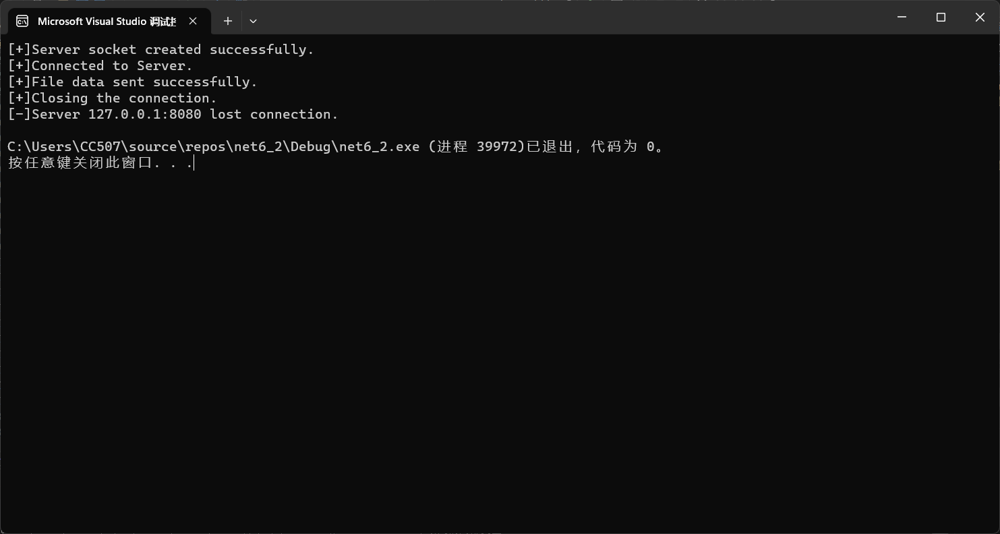 Microsoft Visual Studio 调试
[+]Server socket created successfully.
[+]Connected to Server.
[+]File data sent successfully.
[+]Closing the connection.
[-]Server 127.0.0.1:8080 lost connection.
C:\Users\CC507\source\repos\net6_2\Debug\net6_2.exe (进程 39972)已退出，代码为 0。
按任意键关闭此窗口. . .